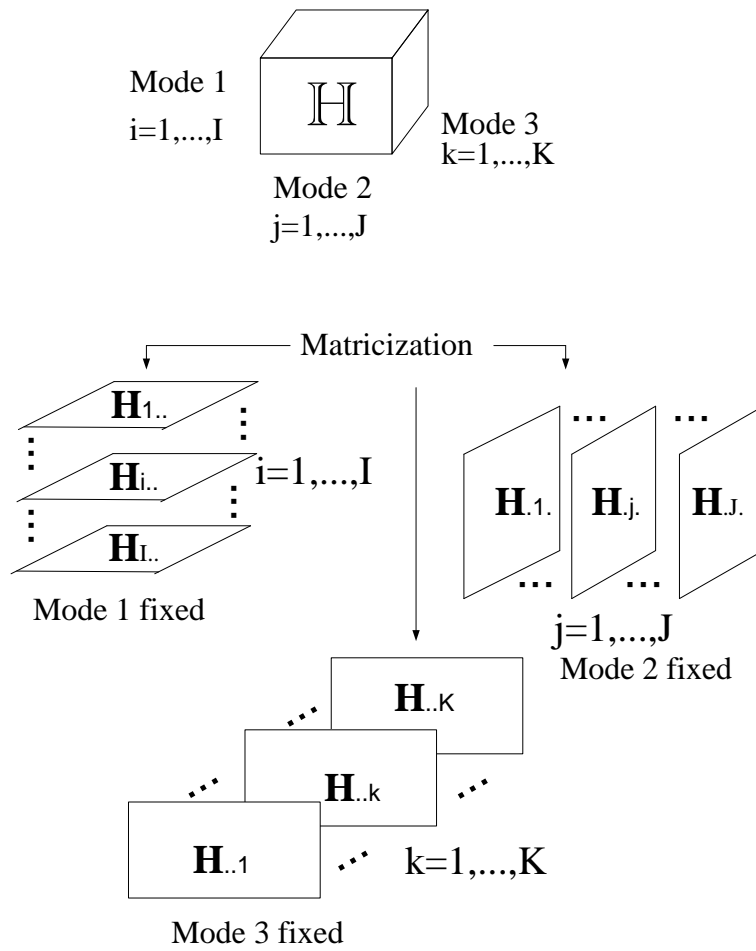 Mode 1
i=1,...,I
ℍ
Mode 3
k=1,...,K
Mode 2
j=1,...,J
Matricization
H1..
Hi..
i=1,...,I
HI..
Mode 1 fixed
H.1.
H.j.
H.J.
j=1,...,J
Mode 2 fixed
H..K
H..k
H..1
k=1,...,K
Mode 3 fixed